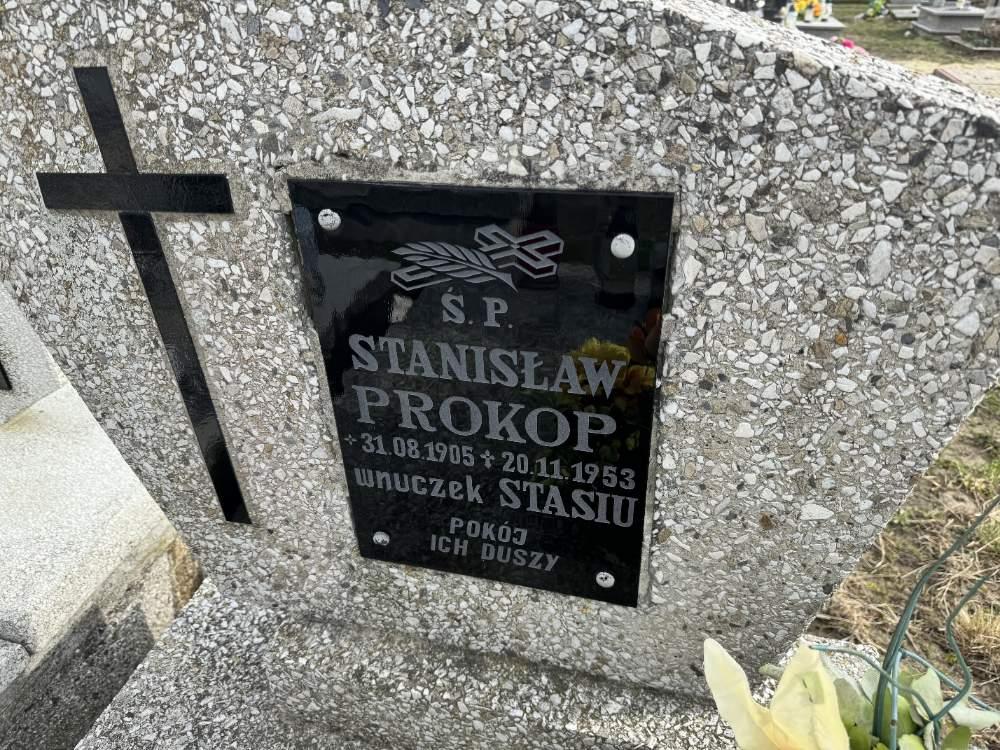 Ś. P.
STANISŁAW
PROKOP
+ 31.08.1905 + 20.11.1953
wnuczek STASIU
POKÓJ
ICH DUSZY